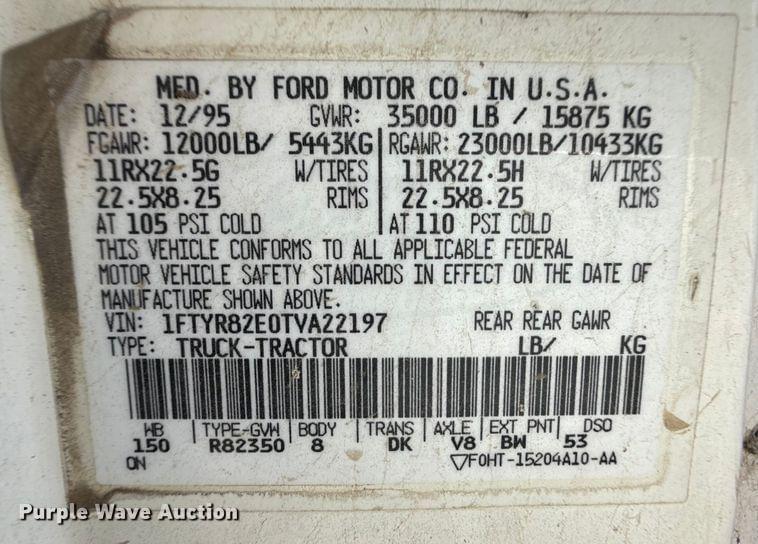 MFD. BY FORD MOTOR CO. IN U.S.A.
DATE: 12/95 GVWR: 35000 LB / 15875 KG
FGAWR: 12000LB/ 5443KG RGAWR: 23000LB/10433KG
11RX22.5G W/TIRES 11RX22.5H W/TIRES
22.5X8.25 RIMS 22.5X8.25 RIMS
AT 105 PSI COLD AT 110 PSI COLD
THIS VEHICLE CONFORMS TO ALL APPLICABLE FEDERAL
MOTOR VEHICLE SAFETY STANDARDS IN EFFECT ON THE DATE OF
MANUFACTURE SHOWN ABOVE.
VIN: 1FTYR82E0TVA22197 REAR REAR GAWR
TYPE: TRUCK-TRACTOR LB/ KG
WB TYPE-GVW BODY TRANS AXLE EXT PNT DSO
150 R82350 8 DK V8 BW 53
ON ▽F0HT-15204A10-AA
Purple Wave Auction